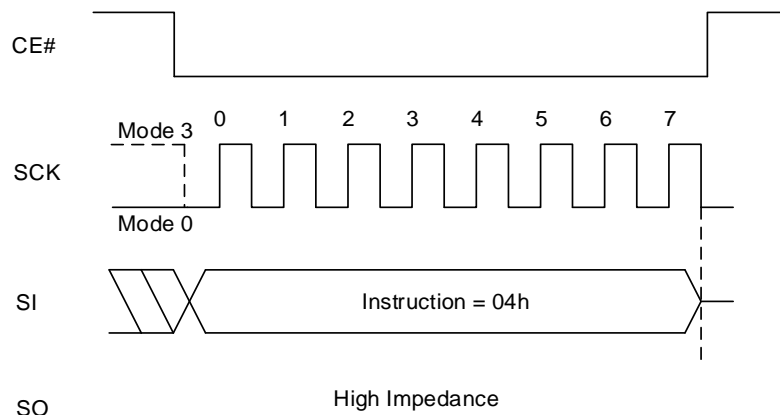 CE#
Mode 3
0 1 2 3 4 5 6 7
SCK
Mode 0
SI
Instruction = 04h
SO
High Impedance